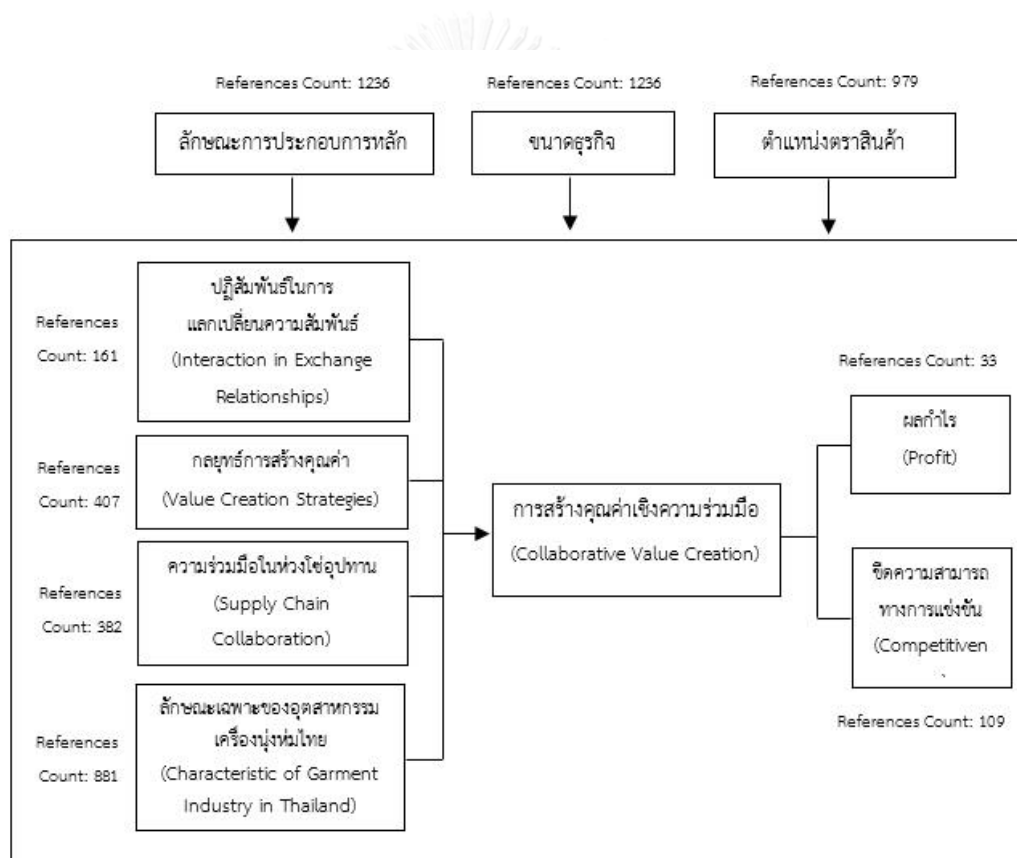 References Count: 1236
References Count: 1236
References Count: 979
ลักษณะการประกอบการหลัก
ขนาดธุรกิจ
ตำแหน่งตราสินค้า
References
Count: 161
ปฏิสัมพันธ์ในการ
แลกเปลี่ยนความสัมพันธ์
(Interaction in Exchange
Relationships)
References
Count: 407
กลยุทธ์การสร้างคุณค่า
(Value Creation Strategies)
References
Count: 382
ความร่วมมือในห่วงโซ่อุปทาน
(Supply Chain
Collaboration)
References
Count: 881
ลักษณะเฉพาะของอุตสาหกรรม
เครื่องนุ่งห่มไทย
(Characteristic of Garment
Industry in Thailand)
การสร้างคุณค่าเชิงความร่วมมือ
(Collaborative Value Creation)
References Count: 33
ผลกำไร
(Profit)
ขีดความสามารถ
ทางการแข่งขัน
(Competitiven
References Count: 109